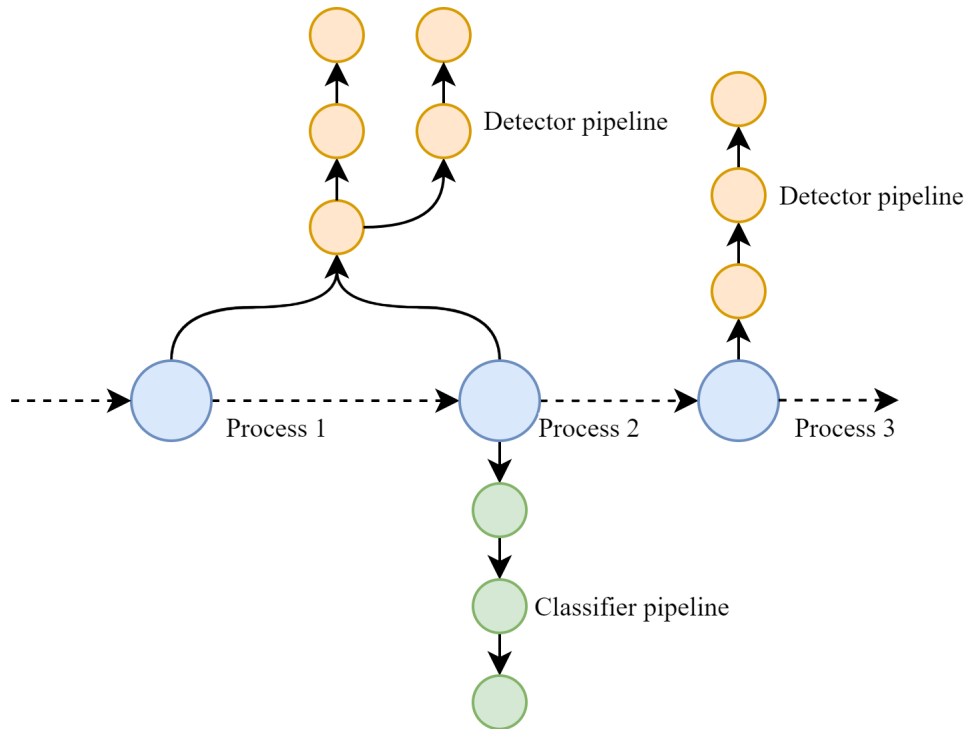 Detector pipeline
Detector pipeline
Process 1
Process 2
Process 3
Classifier pipeline